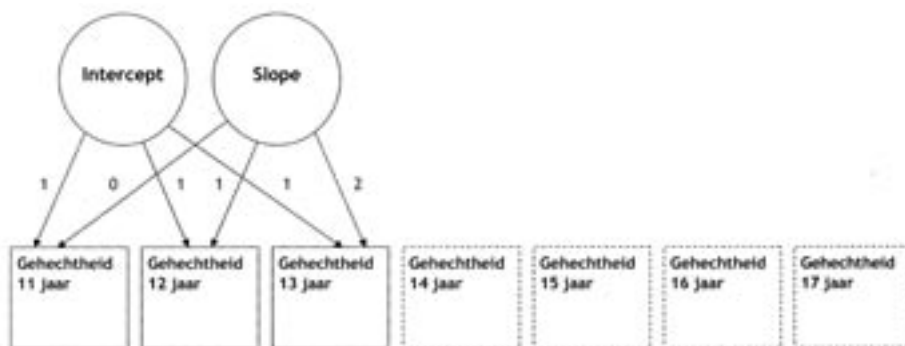 Intercept
Slope
1 0 1 1 1 2
Gehechtheid
11 jaar
Gehechtheid
12 jaar
Gehechtheid
13 jaar
Gehechtheid
14 jaar
Gehechtheid
15 jaar
Gehechtheid
16 jaar
Gehechtheid
17 jaar